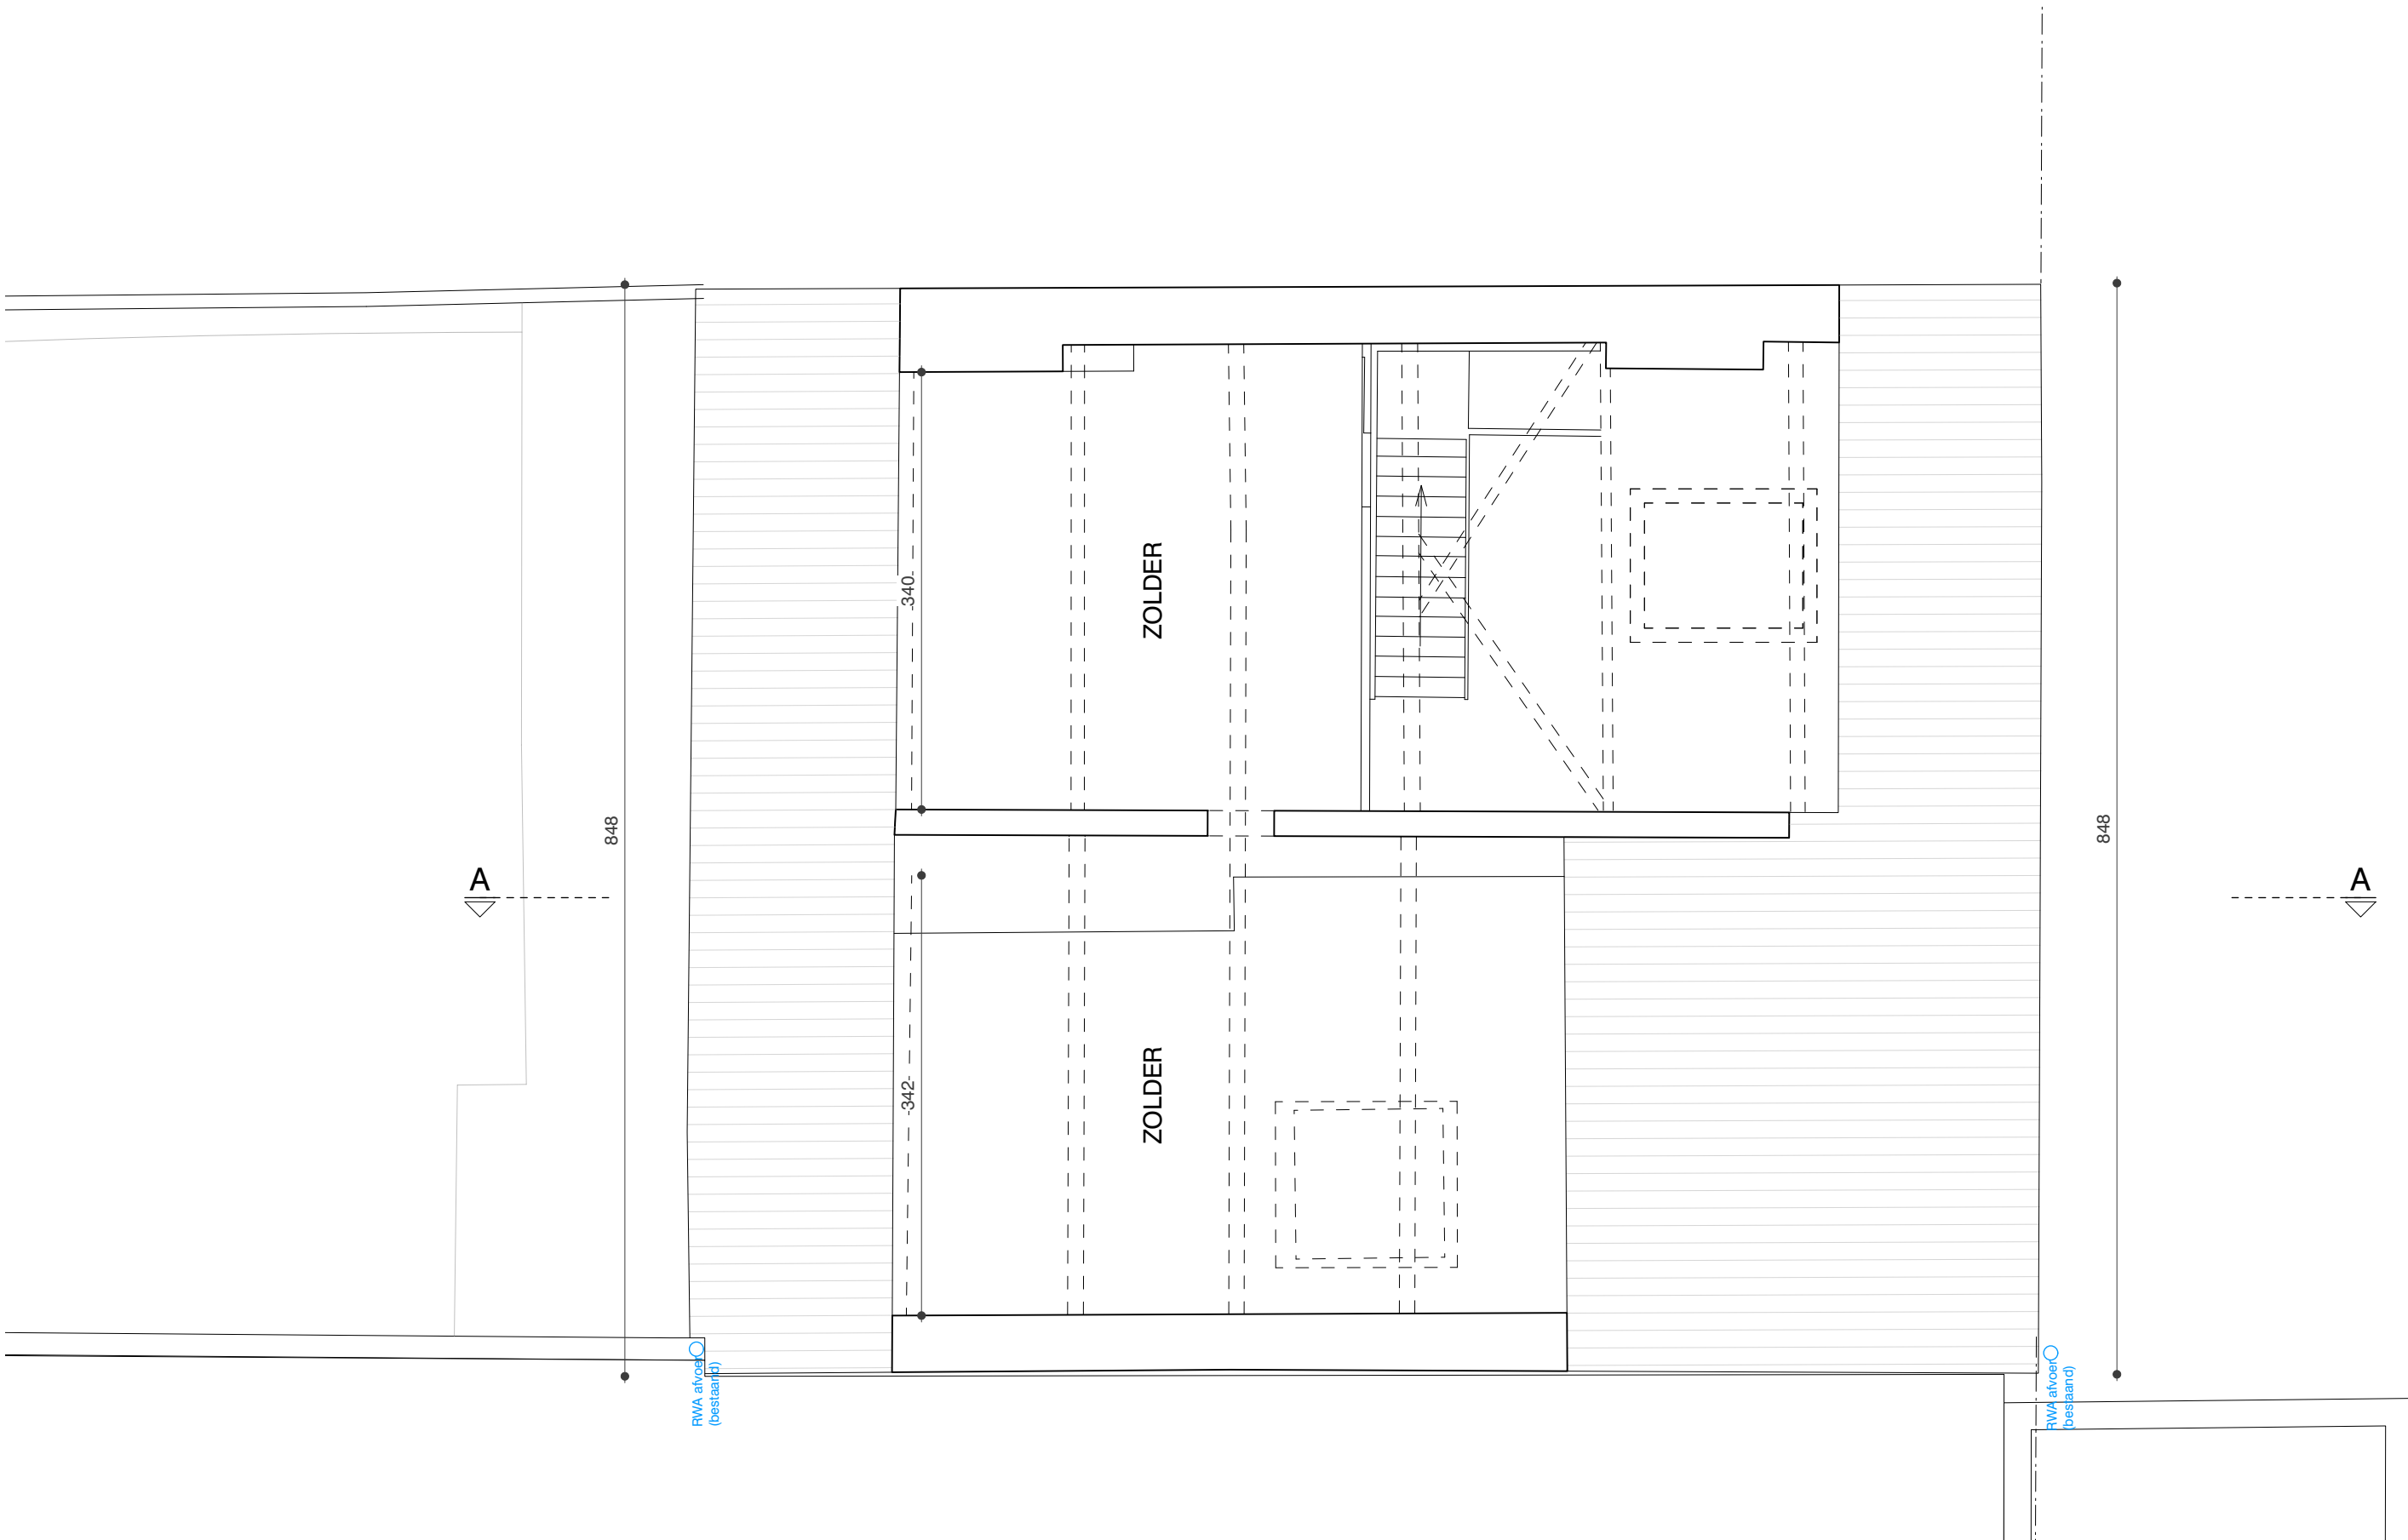 340
ZOLDER
848
848
A
A
ZOLDER
342
RWA afvoer
(bestaand)
RWA afvoer
(bestaand)